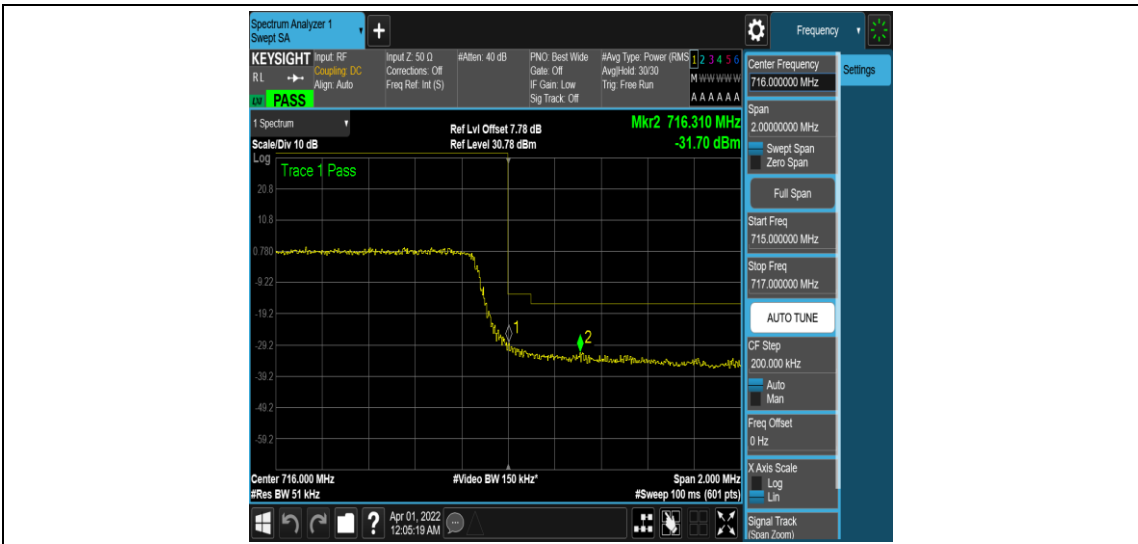 Spectrum Analyzer 1
Swept SA
+
Frequency
KEYSIGHT
RL
PASS
Input: RF
Coupling: DC
Align: Auto
Input Z: 50 Ω
Corrections: Off
Freq Ref: Int (S)
#Atten: 40 dB
PNO: Best Wide
Gate: Off
IF Gain: Low
Sig Track: Off
#Avg Type: Power (RMS
Avg|Hold: 30/30
Trig: Free Run
1 2 3 4 5 6
M W W W W W
A A A A A A
1 Spectrum
Scale/Div 10 dB
Ref Lvl Offset 7.78 dB
Ref Level 30.78 dBm
Mkr2 716.310 MHz
-31.70 dBm
Log
Trace 1 Pass
20.8
10.8
0.780
-9.22
-19.2
-29.2
-39.2
-49.2
-59.2
1
2
Center 716.000 MHz
#Res BW 51 kHz
#Video BW 150 kHz*
Span 2.000 MHz
#Sweep 100 ms (601 pts)
?
Apr 01, 2022
12:05:19 AM
Center Frequency
716.000000 MHz
Settings
Span
2.00000000 MHz
Swept Span
Zero Span
Full Span
Start Freq
715.000000 MHz
Stop Freq
717.000000 MHz
AUTO TUNE
CF Step
200.000 kHz
Auto
Man
Freq Offset
0 Hz
X Axis Scale
Log
Lin
Signal Track
(Span Zoom)